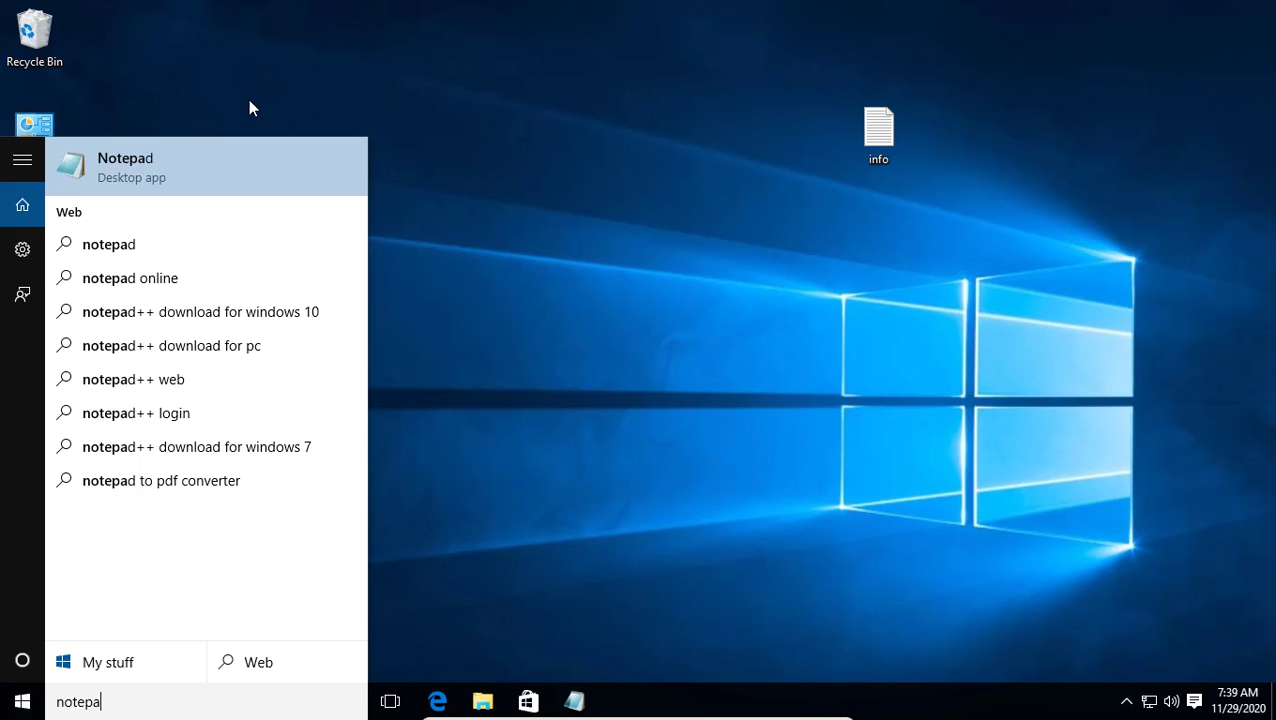 Recycle Bin
info
Notepad
Desktop app
Web
notepad
notepad online
notepad++ download for windows 10
notepad++ download for pc
notepad++ web
notepad++ login
notepad++ download for windows 7
notepad to pdf converter
My stuff
Web
notepa
7:39 AM
11/29/2020